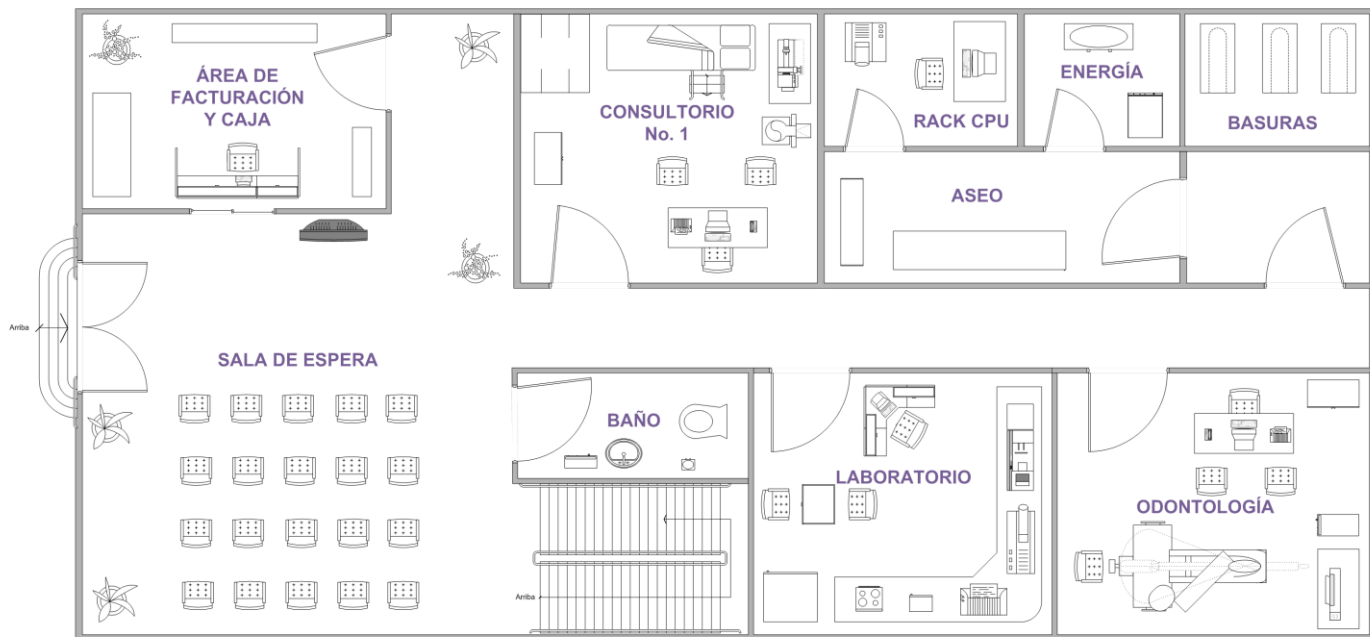 ÁREA DE
FACTURACIÓN
Y CAJA
CONSULTORIO
No. 1
RACK CPU
ENERGÍA
BASURAS
ASEO
Arriba
SALA DE ESPERA
BAÑO
LABORATORIO
ODONTOLOGÍA
Arriba